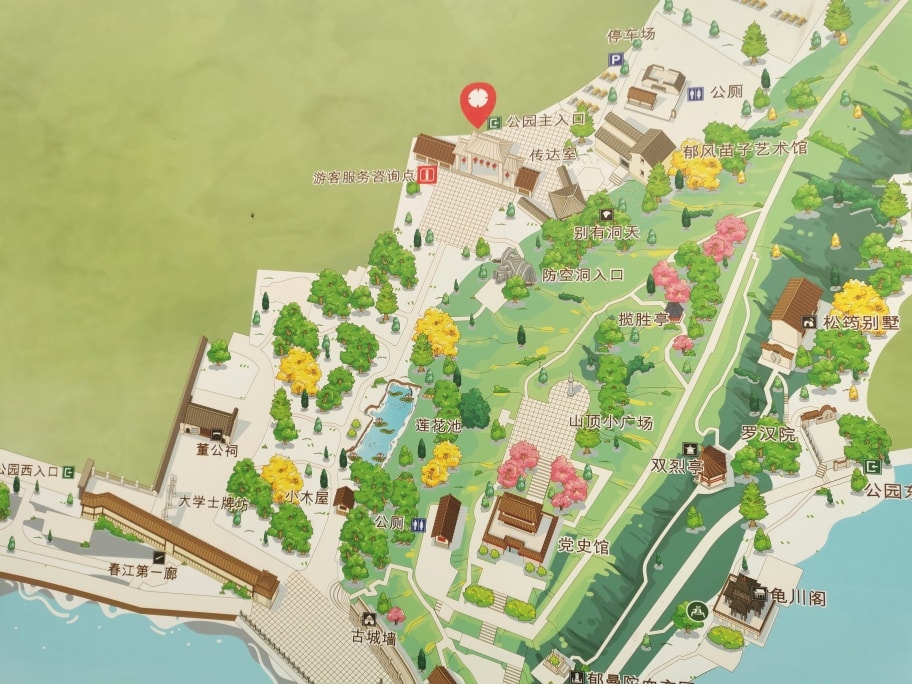 停车场
P
公厕
公园主入口
传达室
郁风苗子艺术馆
游客服务咨询点
别有洞天
防空洞入口
揽胜亭
松筠别墅
莲花池
山顶小广场
罗汉院
董公祠
双烈亭
公园西入口
大学士牌坊
小木屋
公厕
公园东
党史馆
春江第一廊
龟川阁
古城墙
郁曼陀血衣冢